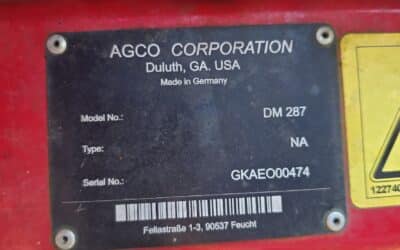 AGCO CORPORATION
Duluth, GA. USA
Made in Germany
Model No.: DM 287
Type: NA
Serial No.: GKAEO00474
Fellastraße 1-3, 90537 Feucht
122740